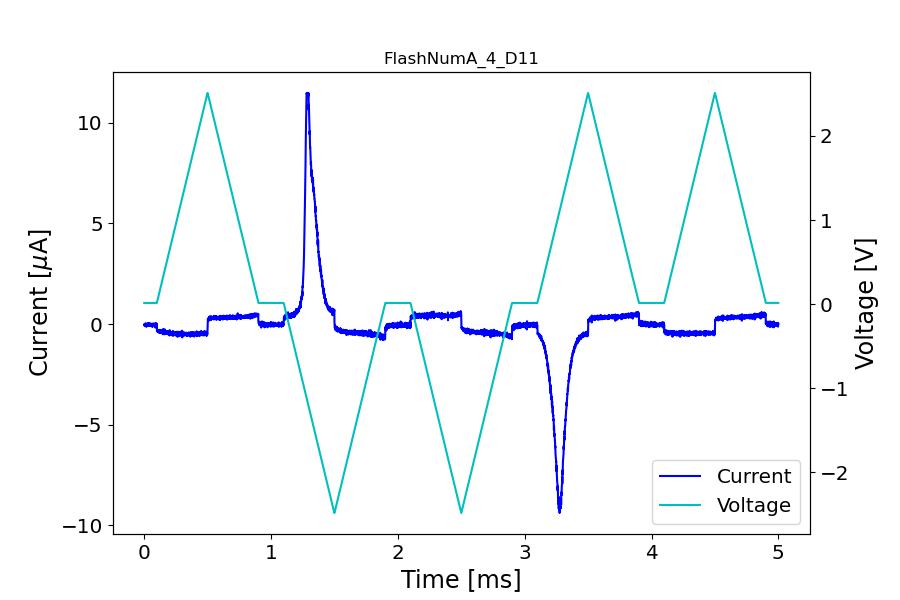 FlashNumA_4_D11
Current [μA]
10
5
0
−5
−10
2
1
0
−1
−2
Voltage [V]
Current
Voltage
0 1 2 3 4 5
Time [ms]